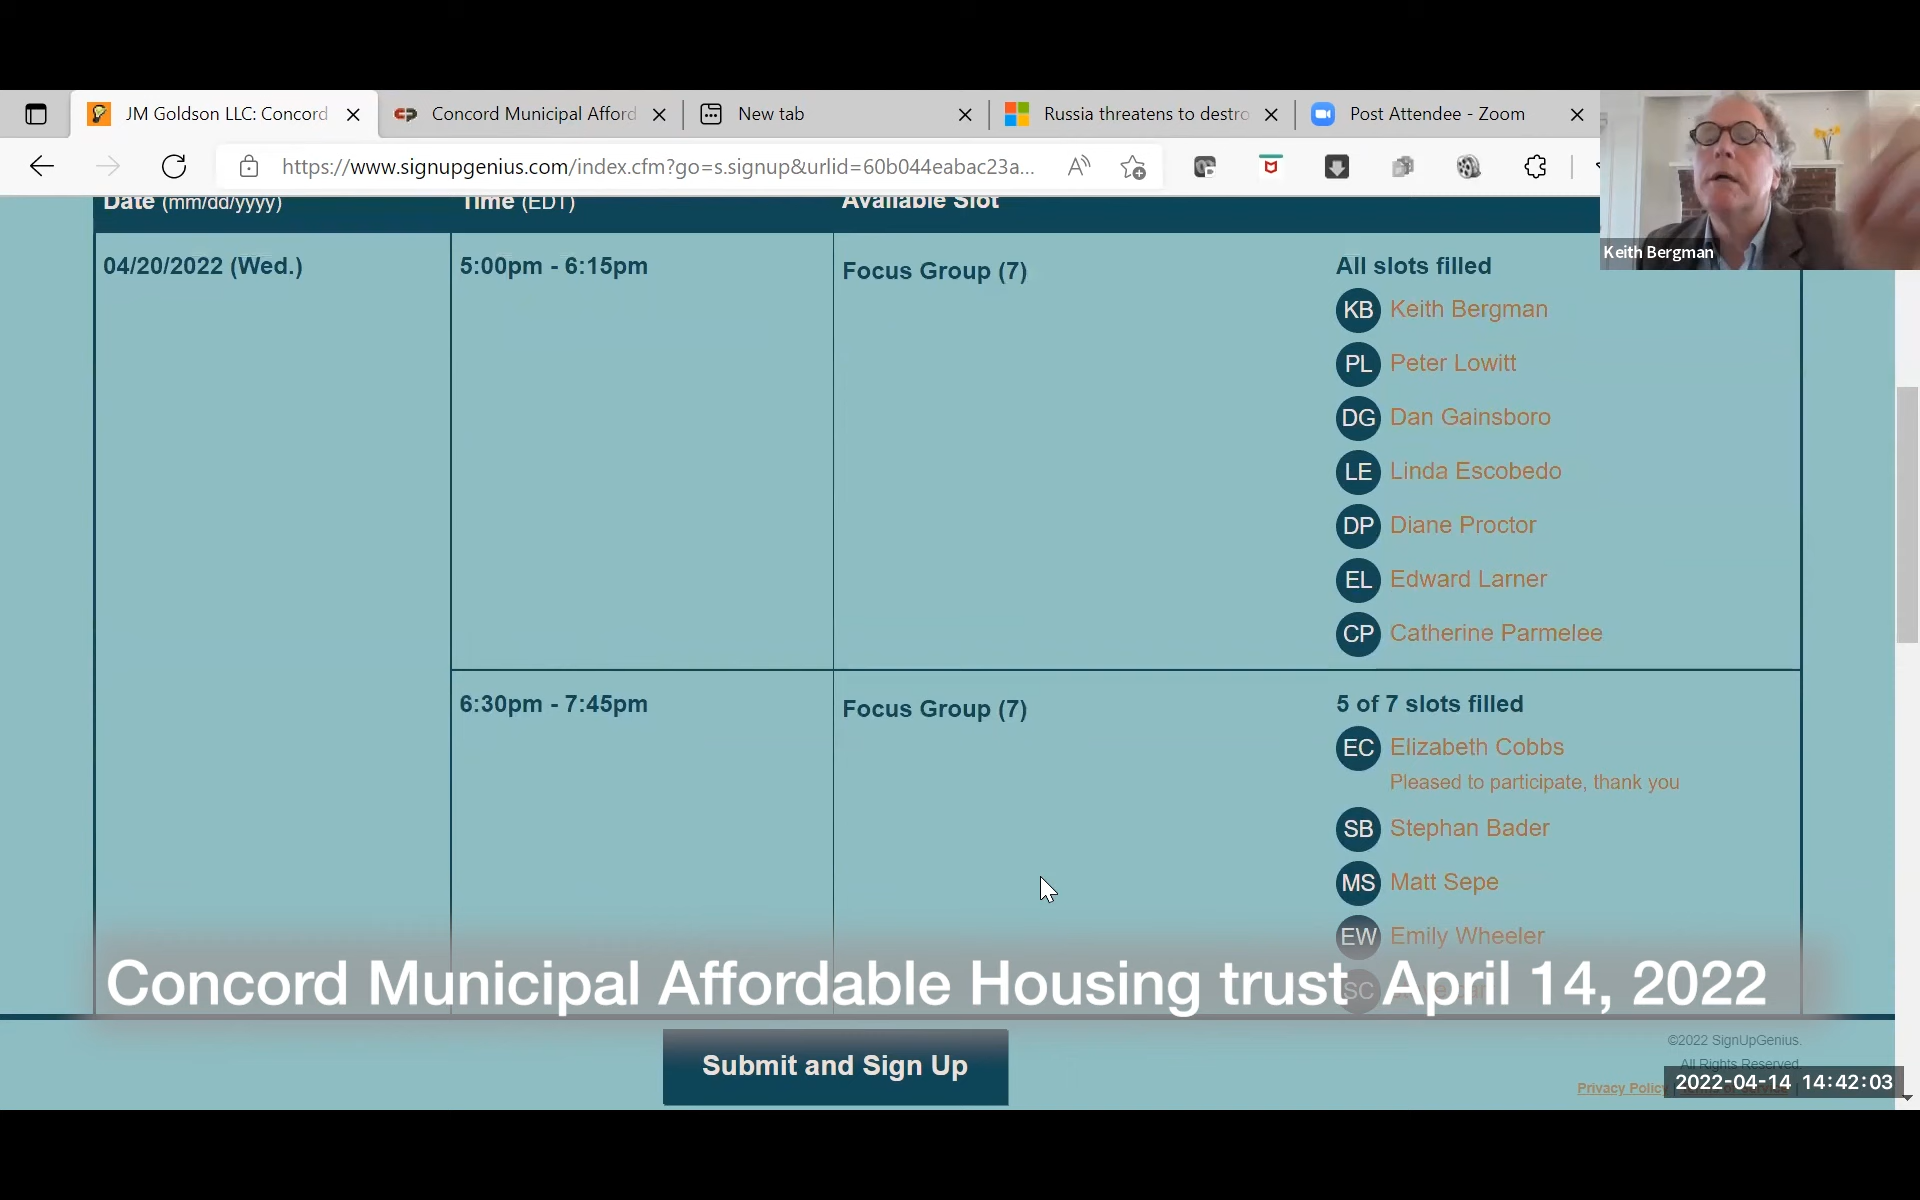 JM Goldson LLC: Concord
Concord Municipal Afford
New tab
Russia threatens to destro
Post Attendee - Zoom
https://www.signupgenius.com/index.cfm?go=s.signup&urlid=60b044eabac23a...
Keith Bergman
Date (mm/dd/yyyy)
Time (EDT)
Available Slot
04/20/2022 (Wed.)
5:00pm - 6:15pm
Focus Group (7)
All slots filled
KB Keith Bergman
PL Peter Lowitt
DG Dan Gainsboro
LE Linda Escobedo
DP Diane Proctor
EL Edward Larner
CP Catherine Parmelee
6:30pm - 7:45pm
Focus Group (7)
5 of 7 slots filled
EC Elizabeth Cobbs
Pleased to participate, thank you
SB Stephan Bader
MS Matt Sepe
EW Emily Wheeler
SC
Concord Municipal Affordable Housing trust April 14, 2022
Submit and Sign Up
©2022 SignUpGenius.
All Rights Reserved.
Privacy Policy
2022-04-14 14:42:03